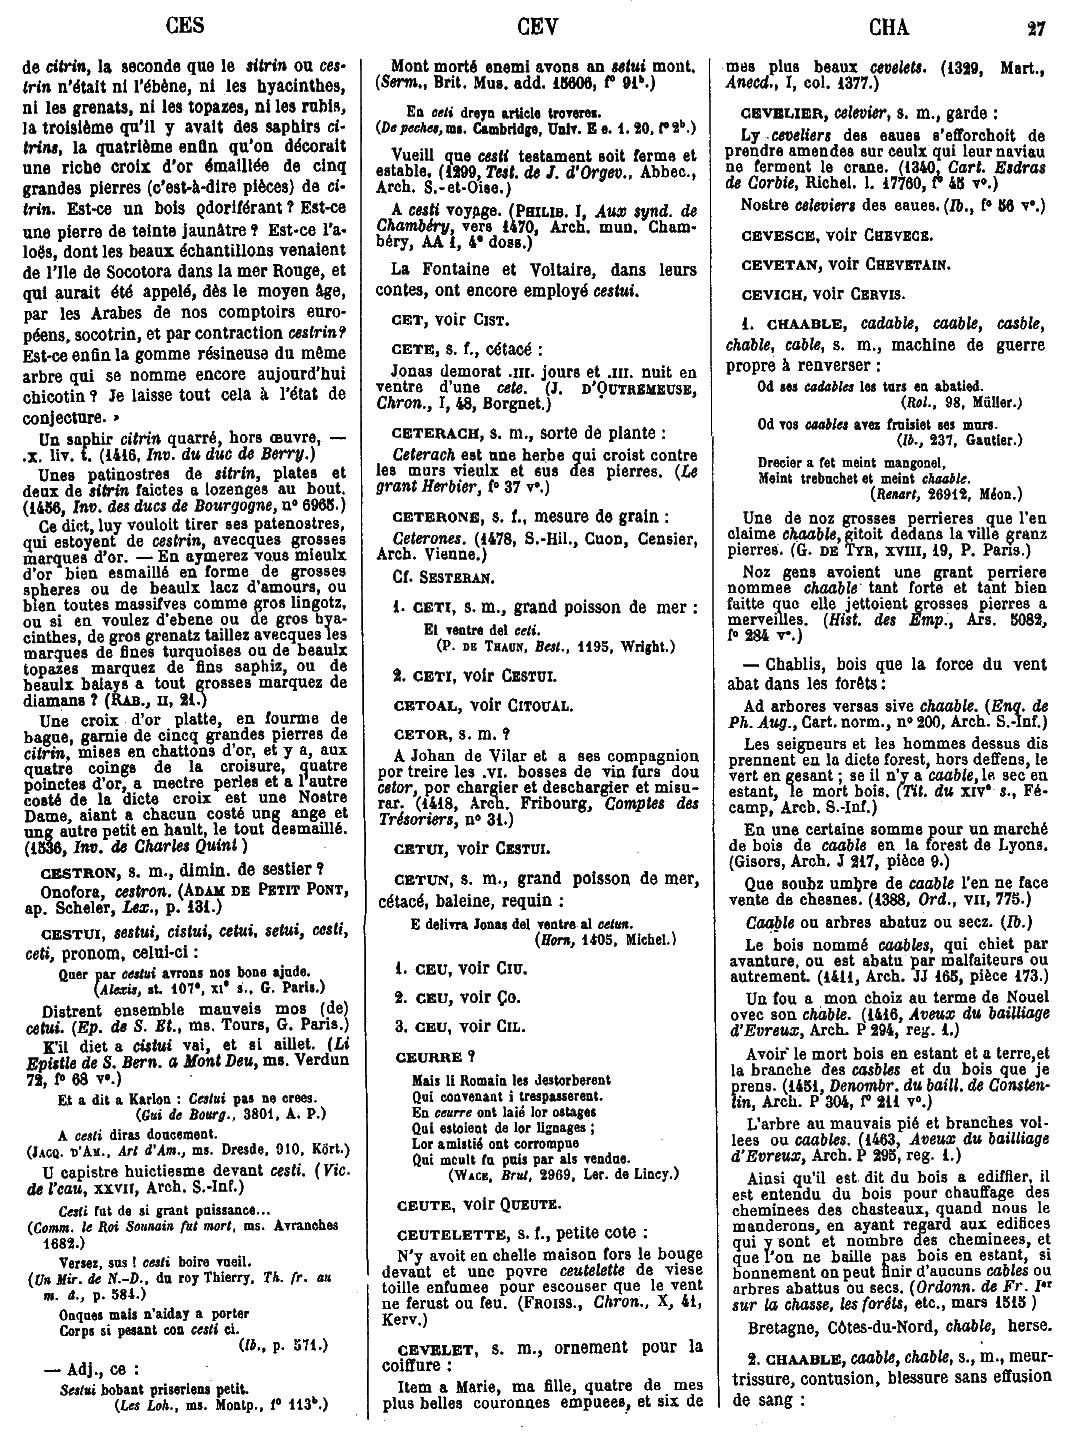 CES
CEV
CHA
27
de citrin, la seconde que le sitrin ou ces-
trin n'était ni l'ébène, ni les hyacinthes,
ni les grenats, ni les topazes, ni les rubis,
la troisième qu'il y avait des saphirs ci-
trins, la quatrième enfin qu'on décorait
une riche croix d'or émaillée de cinq
grandes pierres (c'est-à-dire pièces) de ci-
trin. Est-ce un bois odoriférant ? Est-ce
une pierre de teinte jaunâtre ? Est-ce l'a-
loës, dont les beaux échantillons venaient
de l'Ile de Socotora dans la mer Rouge, et
qui aurait été appelé, dès le moyen âge,
par les Arabes de nos comptoirs euro-
péens, socotrin, et par contraction cestrin?
Est-ce enfin la gomme résineuse du même
arbre qui se nomme encore aujourd'hui
chicotin ? Je laisse tout cela à l'état de
conjecture. »
Un saphir citrin quarré, hors œuvre, —
.x. liv. t. (1416, Inv. du duc de Berry.)
Unes patinostres de sitrin, plates et
deux de sitrin faictes a lozenges au bout.
(1456, Inv. des ducs de Bourgogne, n° 6965.)
Ce dict, luy vouloit tirer ses patenostres,
qui estoyent de cestrin, avecques grosses
marques d'or. — En aymerez vous mieulx
d'or bien esmaillé en forme de grosses
spheres ou de beaulx lacz d'amours, ou
bien toutes massifves comme gros lingotz,
ou si en voulez d'ebene ou de gros hya-
cinthes, de gros grenatz taillez avecques les
marques de fines turquoises ou de beaulx
topazes marquez de fins saphiz, ou de
beaulx balays a tout grosses marquez de
diamans ? (RAB., II, 21.)
Une croix d'or platte, en fourme de
bague, garnie de cinq grandes pierres de
citrin, mises en chattons d'or, et y a, aux
quatre coings de la croisure, quatre
poinctes d'or, a mectre perles et a l'autre
costé de la dicte croix est une Nostre
Dame, aiant a chacun costé ung ange et
ung autre petit en hault, le tout desmaillé.
(1536, Inv. de Charles Quint )
CESTRON, s. m., dimin. de sestier ?
Onofora, cestron. (ADAM DE PETIT PONT,
ap. Scheler, Lex., p. 131.)
CESTUI, sestui, cistui, cetui, setui, costi,
ceti, pronom, celui-ci :
Quer par cestui avrons nos bone ajude.
(Alexis, st. 107e, xie s., G. Paris.)
Distrent ensemble mauveis mos (de)
cetui. (Ep. de S. Et., ms. Tours, G. Paris.)
K'il diet a cistui vai, et si aillet. (Li
Epistle de S. Bern. a Mont Deu, ms. Verdun
72, f° 68 v°.)
Et a dit a Karlon : Cestui pas ne crees.
(Gui de Bourg., 3801, A. P.)
A cesti diras doucement.
(JACQ. D'AM., Art d'Am., ms. Dresde, 910, Kört.)
U capistre huictiesme devant cesti. (Vic.
de l'eau, XXVII, Arch. S.-Inf.)
Cesti fut de si grant puissance...
(Comm. le Roi Sounain fut mort, ms. Avranches
1682.)
Versez, sus ! cesti boire vueil.
(Un Mir. de N.-D., du roy Thierry, Th. fr. au
m. â., p. 584.)
Onques mais n'aiday a porter
Corps si pesant con cesti ci.
(Ib., p. 571.)
— Adj., ce :
Sestui bobant priseriens petit.
(Les Loh., ms. Montp., f° 113b.)
Mont morté enemi avons an setui mont.
(Serm., Brit. Mus. add. 15606, f° 91b.)
En ceti dreyn article troveres.
(De peches, ms. Cambridge, Univ. E e. 1. 20, f° 2b.)
Vueill que cesti testament soit ferme et
estable. (1299, Test. de J. d'Orgev., Abbec.,
Arch. S.-et-Oise.)
A cesti voyage. (PHILIB. I, Aux synd. de
Chambéry, vers 1470, Arch. mun. Cham-
béry, AA 1, 4e doss.)
La Fontaine et Voltaire, dans leurs
contes, ont encore employé cestui.
CET, voir CIST.
CETE, s. f., cétacé :
Jonas demorat .III. jours et .III. nuit en
ventre d'une cete. (J. D'OUTREMEUSE,
Chron., I, 48, Borgnet.)
CETERACH, s. m., sorte de plante :
Ceterach est une herbe qui croist contre
les murs vieulx et sus des pierres. (Le
grant Herbier, f° 37 v°.)
CETERONE, s. f., mesure de grain :
Ceterones. (1478, S.-Hil., Cuon, Censier,
Arch. Vienne.)
Cf. SESTERAN.
1. CETI, s. m., grand poisson de mer :
El ventre del ceti.
(P. DE THAUN, Best., 1195, Wright.)
2. CETI, voir CESTUI.
CETOAL, voir CITOUAL.
CETOR, s. m. ?
A Johan de Vilar et a ses compagnion
por treire les .VI. bosses de vin furs dou
cetor, por chargier et deschargier et misu-
rar. (1418, Arch. Fribourg, Comptes des
Trésoriers, n° 31.)
CETUI, voir CESTUI.
CETUN, s. m., grand poisson de mer,
cétacé, baleine, requin :
E delivra Jonas del ventre al cetun.
(Horn, 1405, Michel.)
1. CEU, voir CIU.
2. CEU, voir ÇO.
3. CEU, voir CIL.
CEURRE ?
Mais li Romain les destorberent
Qui convenant i trespasserent.
En ceurre ont laié lor ostages
Qui estoient de lor lignages ;
Lor amistié ont corrompue
Qui mcult fu puis par als vendue.
(WACE, Brut, 2969, Ler. de Lincy.)
CEUTE, voir QUEUTE.
CEUTELETTE, s. f., petite cote :
N'y avoit en chelle maison fors le bouge
devant et une povre ceutelette de viese
toille enfumee pour escouser que le vent
ne ferust ou feu. (FROISS., Chron., X, 41,
Kerv.)
CEVELET, s. m., ornement pour la
coiffure :
Item a Marie, ma fille, quatre de mes
plus belles couronnes empuees, et six de
mes plus beaux cevelets. (1329, Mart.,
Anecd., I, col. 1377.)
CEVELIER, celevier, s. m., garde :
Ly ceveliers des eaues s'efforchoit de
prendre amendes sur ceulx qui leur naviau
ne ferment le crane. (1340, Cart. Esdras
de Corbie, Richel. l. 17760, f° 45 v°.)
Nostre celeviers des eaues. (Ib., f° 56 v°.)
CEVESCE, voir CHEVECE.
CEVETAN, voir CHEVETAIN.
CEVICH, voir CERVIS.
1. CHAABLE, cadable, caable, casble,
chable, cable, s. m., machine de guerre
propre à renverser :
Od ses cadables les turs en abatied.
(Rol., 98, Müller.)
Od vos caables avez fruisiet ses murs.
(Ib., 237, Gautier.)
Drecier a fet meint mangonel,
Meint trebuchet et meint chaable.
(Renart, 26912, Méon.)
Une de noz grosses perrieres que l'en
claime chaable, gitoit dedans la ville granz
pierres. (G. DE TYR, XVIII, 19, P. Paris.)
Noz gens avoient une grant perriere
nommee chaable tant forte et tant bien
faitte que elle jettoient grosses pierres a
merveilles. (Hist. des Emp., Ars. 5082,
f° 284 v°.)
— Chablis, bois que la force du vent
abat dans les forêts :
Ad arbores versas sive chaable. (Enq. de
Ph. Aug., Cart. norm., n° 200, Arch. S.-Inf.)
Les seigneurs et les hommes dessus dis
prennent en la dicte forest, hors deffens, le
vert en gesant ; se il n'y a caable, le sec en
estant, le mort bois. (Tit. du XIVe s., Fé-
camp, Arch. S.-Inf.)
En une certaine somme pour un marché
de bois de caable en la forest de Lyons.
(Gisors, Arch. J 217, pièce 9.)
Que soubz umbre de caable l'en ne face
vente de chesnes. (1388, Ord., VII, 775.)
Caable ou arbres abatuz ou secz. (Ib.)
Le bois nommé caables, qui chiet par
avanture, ou est abatu par malfaiteurs ou
autrement. (1411, Arch. JJ 165, pièce 173.)
Un fou a mon choiz au terme de Nouel
ovec son chable. (1416, Aveux du bailliage
d'Evreux, Arch. P 294, reg. 1.)
Avoir le mort bois en estant et a terre, et
la branche des casbles et du bois que je
prens. (1451, Denombr. du baill. de Consten-
tin, Arch. P 304, f° 211 v°.)
L'arbre au mauvais pié et branches vol-
lees ou caables. (1463, Aveux du bailliage
d'Evreux, Arch. P 295, reg. 1.)
Ainsi qu'il est dit du bois a ediffier, il
est entendu du bois pour chauffage des
cheminees des chasteaux, quand nous le
manderons, en ayant regard aux edifices
qui y sont et nombre des cheminees, et
que l'on ne baille pas bois en estant, si
bonnement on peut finir d'aucuns cables ou
arbres abattus ou secs. (Ordonn. de Fr. Ier
sur la chasse, les forêts, etc., mars 1515 )
Bretagne, Côtes-du-Nord, chable, herse.
2. CHAABLE, caable, chable, s., m., meur-
trissure, contusion, blessure sans effusion
de sang :